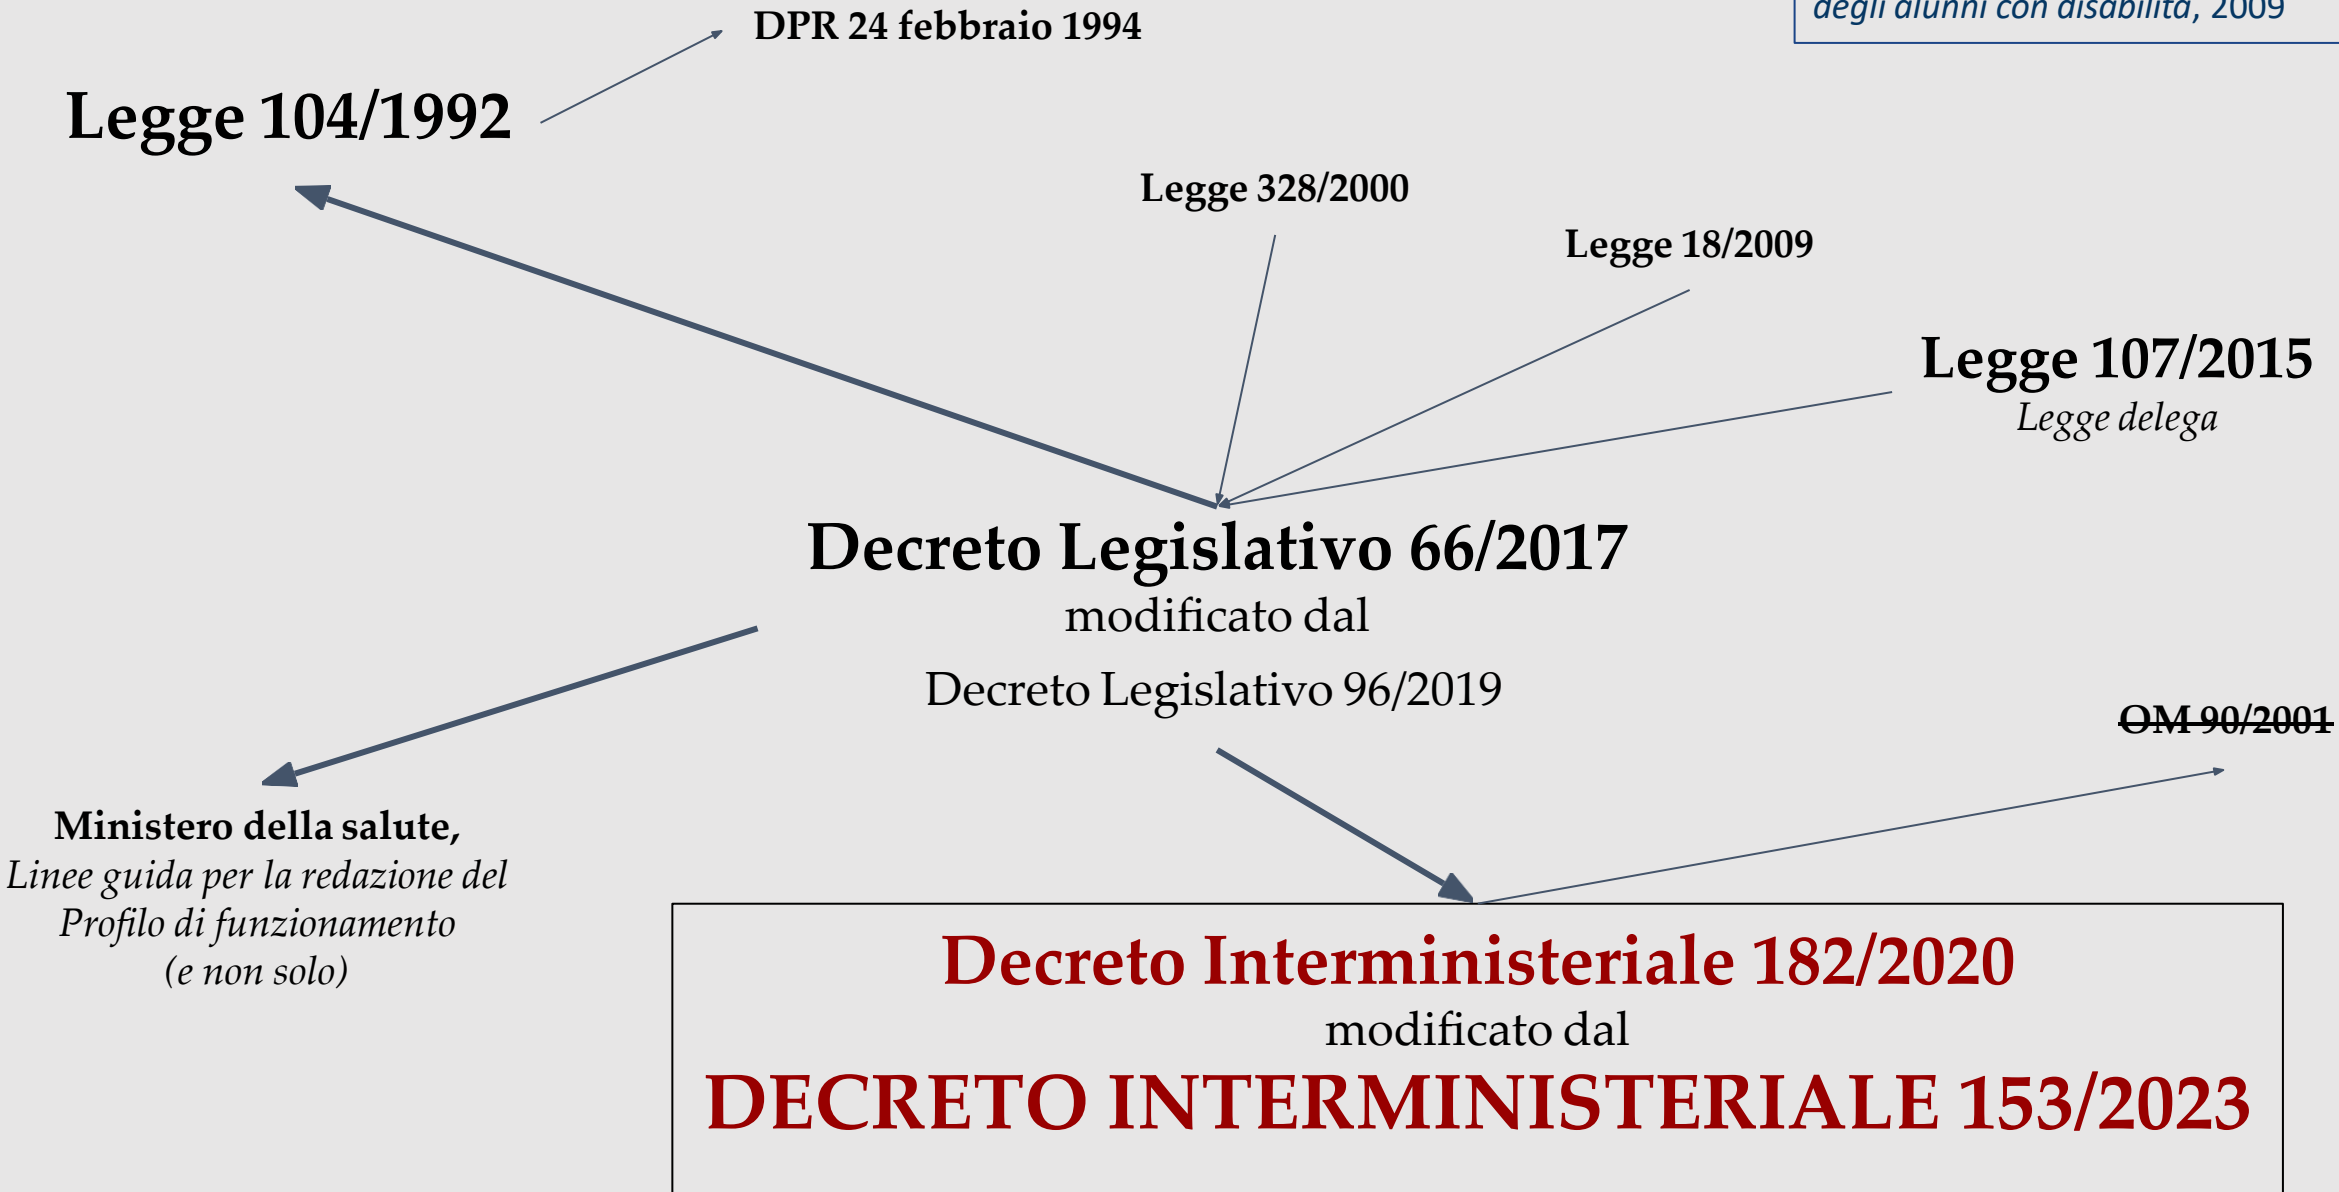 degli alunni con disabilità, 2009
DPR 24 febbraio 1994
Legge 104/1992
Legge 328/2000
Legge 18/2009
Legge 107/2015
Legge delega
Decreto Legislativo 66/2017
modificato dal
Decreto Legislativo 96/2019
OM 90/2001
Ministero della salute,
Linee guida per la redazione del
Profilo di funzionamento
(e non solo)
Decreto Interministeriale 182/2020
modificato dal
DECRETO INTERMINISTERIALE 153/2023